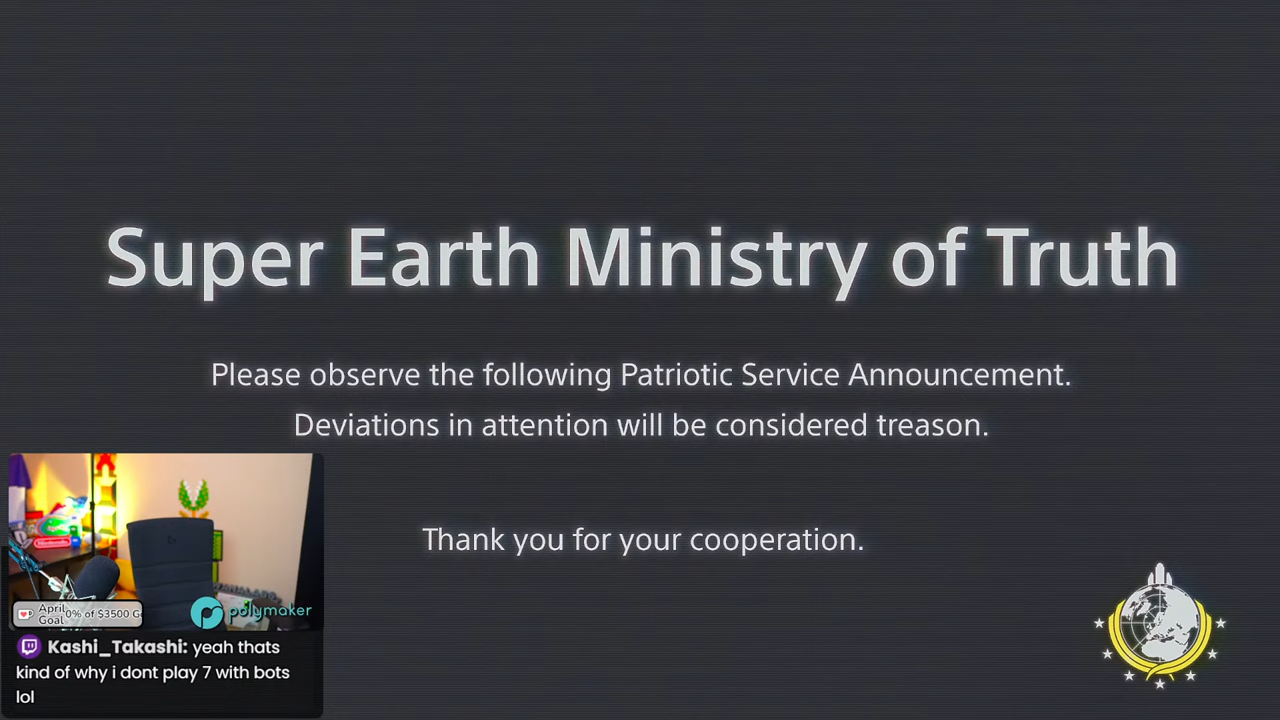 Super Earth Ministry of Truth
Please observe the following Patriotic Service Announcement.
Deviations in attention will be considered treason.
Thank you for your cooperation.
Nintendo
April Goal
0% of $3500 G
polymaker
Kashi_Takashi: yeah thats
kind of why i dont play 7 with bots
lol